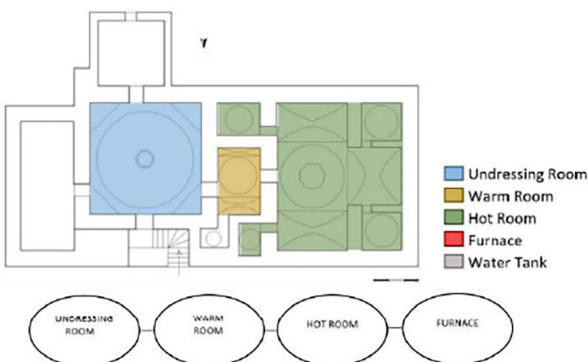 Undressing Room
Warm Room
Hot Room
Furnace
Water Tank
UNDRESSING
ROOM
WARM
ROOM
HOT ROOM
FURNACE